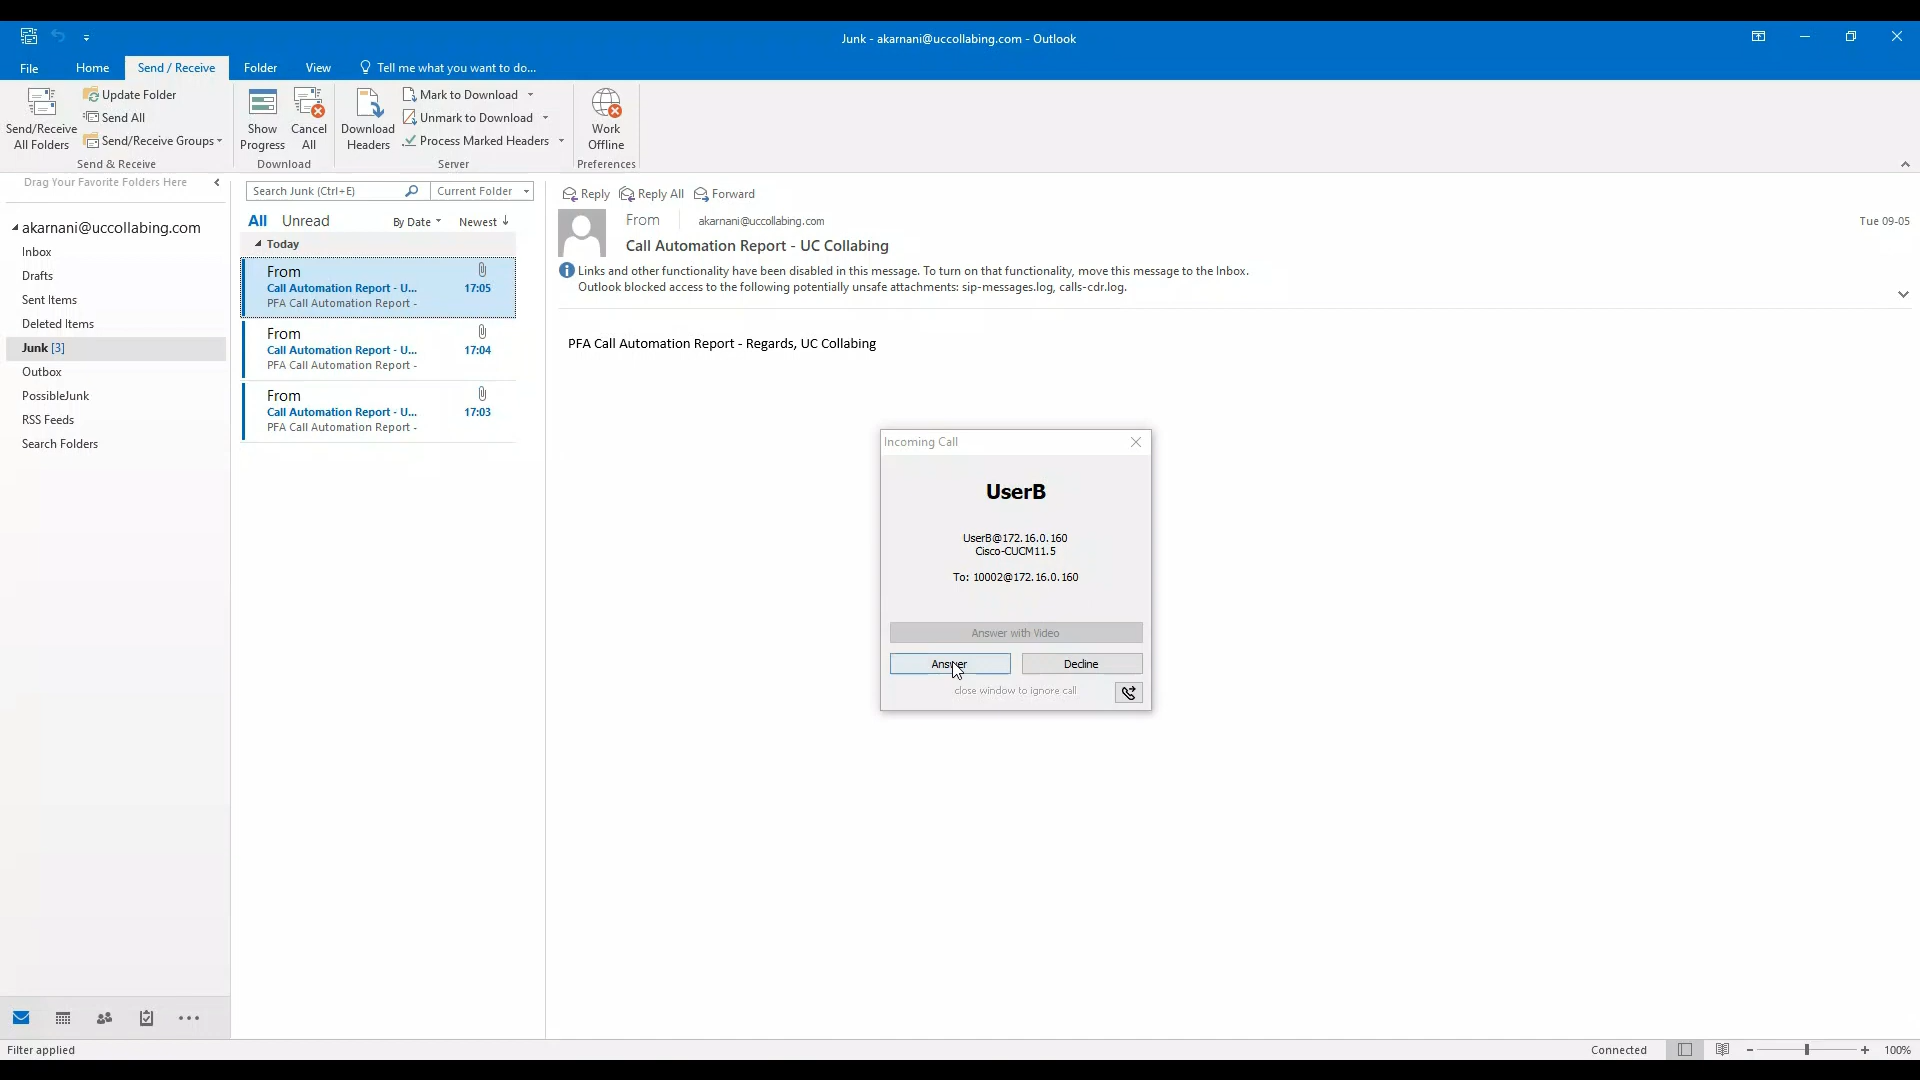 Junk - akarnani@uccollabing.com - Outlook
File
Home
Send / Receive
Folder
View
Tell me what you want to do...
Send/Receive
All Folders
Update Folder
Send All
Send/Receive Groups
Send & Receive
Show
Progress
Cancel
All
Download
Download
Headers
Mark to Download
Unmark to Download
Process Marked Headers
Server
Work
Offline
Preferences
Drag Your Favorite Folders Here
akarnani@uccollabing.com
Inbox
Drafts
Sent Items
Deleted Items
Junk [3]
Outbox
PossibleJunk
RSS Feeds
Search Folders
Search Junk (Ctrl+E)
Current Folder
All
Unread
By Date
Newest
Today
From
Call Automation Report - U...
17:05
PFA Call Automation Report -
From
Call Automation Report - U...
17:04
PFA Call Automation Report -
From
Call Automation Report - U...
17:03
PFA Call Automation Report -
Reply
Reply All
Forward
From
akarnani@uccollabing.com
Tue 09-05
Call Automation Report - UC Collabing
Links and other functionality have been disabled in this message. To turn on that functionality, move this message to the Inbox.
Outlook blocked access to the following potentially unsafe attachments: sip-messages.log, calls-cdr.log.
PFA Call Automation Report - Regards, UC Collabing
Incoming Call
UserB
UserB@172.16.0.160
Cisco-CUCM11.5
To: 10002@172.16.0.160
Answer with Video
Answer
Decline
close window to ignore call
Filter applied
Connected
100%